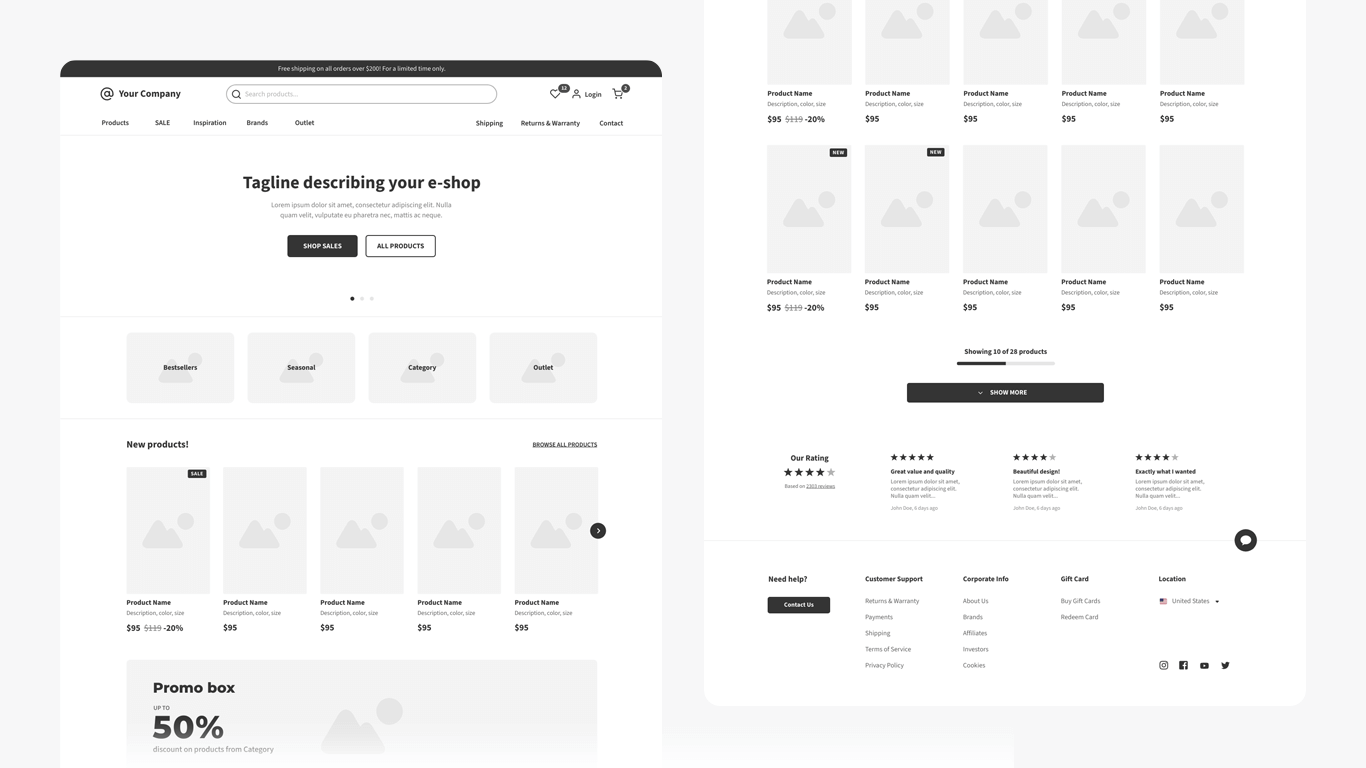 Free shipping on all orders over $200! For a limited time only.
Your Company
Search products...
12
Login
2
Products SALE Inspiration Brands Outlet
Shipping Returns & Warranty Contact
Tagline describing your e-shop
Lorem ipsum dolor sit amet, consectetur adipiscing elit. Nulla
quam velit, vulputate eu pharetra nec, mattis ac neque.
SHOP SALES ALL PRODUCTS
Bestsellers Seasonal Category Outlet
New products!
BROWSE ALL PRODUCTS
SALE
Product Name Product Name Product Name Product Name Product Name
Description, color, size Description, color, size Description, color, size Description, color, size Description, color, size
$95 $119 -20% $95 $95 $95 $95
Promo box
UP TO
50%
discount on products from Category
Product Name Product Name Product Name Product Name Product Name
Description, color, size Description, color, size Description, color, size Description, color, size Description, color, size
$95 $119 -20% $95 $95 $95 $95
NEW NEW
Product Name Product Name Product Name Product Name Product Name
Description, color, size Description, color, size Description, color, size Description, color, size Description, color, size
$95 $119 -20% $95 $95 $95 $95
Showing 10 of 28 products
SHOW MORE
Our Rating
Based on 2303 reviews
Great value and quality
Lorem ipsum dolor sit amet,
consectetur adipiscing elit.
Nulla quam velit...
John Doe, 6 days ago
Beautiful design!
Lorem ipsum dolor sit amet,
consectetur adipiscing elit.
Nulla quam velit...
John Doe, 6 days ago
Exactly what I wanted
Lorem ipsum dolor sit amet,
consectetur adipiscing elit.
Nulla quam velit...
John Doe, 6 days ago
Need help?
Contact Us
Customer Support
Returns & Warranty
Payments
Shipping
Terms of Service
Privacy Policy
Corporate Info
About Us
Brands
Affiliates
Investors
Cookies
Gift Card
Buy Gift Cards
Redeem Card
Location
United States